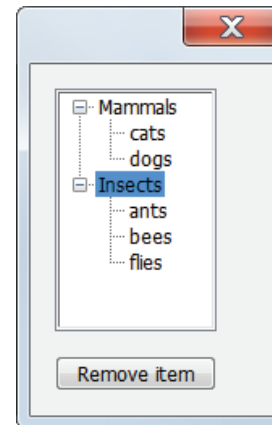 Mammals
cats
dogs
Insects
ants
bees
flies
Remove item